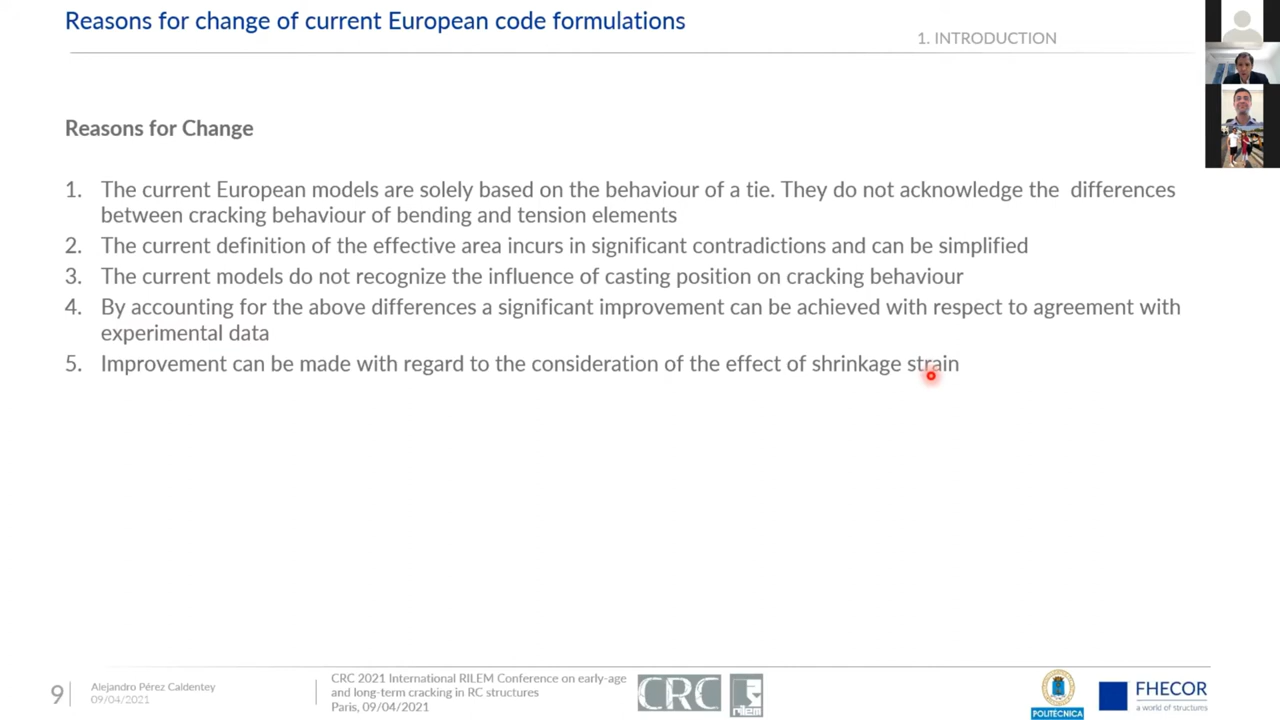 Reasons for change of current European code formulations
1. INTRODUCTION
Reasons for Change
1. The current European models are solely based on the behaviour of a tie. They do not acknowledge the differences
between cracking behaviour of bending and tension elements
2. The current definition of the effective area incurs in significant contradictions and can be simplified
3. The current models do not recognize the influence of casting position on cracking behaviour
4. By accounting for the above differences a significant improvement can be achieved with respect to agreement with
experimental data
5. Improvement can be made with regard to the consideration of the effect of shrinkage strain
9
Alejandro Pérez Caldentey
09/04/2021
CRC 2021 International RILEM Conference on early-age
and long-term cracking in RC structures
Paris, 09/04/2021
CRC
rilem
POLITÉCNICA
FHECOR
a world of structures